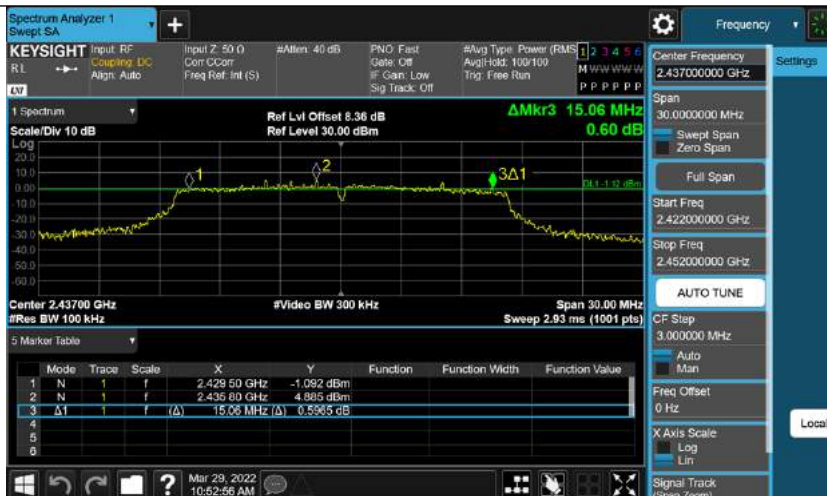 Spectrum Analyzer 1
Swept SA
Frequency
KEYSIGHT
RL
LXI
Input: RF
Coupling: DC
Align: Auto
Input Z: 50 Ω
Corr CCorr
Freq Ref: Int (S)
#Atten: 40 dB
PNO: Fast
Gate: Off
IF Gain: Low
Sig Track: Off
#Avg Type: Power (RMS
Avg|Hold: 100/100
Trig: Free Run
1 2 3 4 5 6
M W W W W W
P P P P P P
1 Spectrum
Scale/Div 10 dB
Ref Lvl Offset 8.36 dB
Ref Level 30.00 dBm
ΔMkr3 15.06 MHz
0.60 dB
Log
20.0
10.0
0.00
-10.0
-20.0
-30.0
-40.0
-50.0
-60.0
1
2
3Δ1
DL1 -1.12 dBm
Center 2.43700 GHz
#Res BW 100 kHz
#Video BW 300 kHz
Span 30.00 MHz
Sweep 2.93 ms (1001 pts)
5 Marker Table
Mode Trace Scale X Y Function Function Width Function Value
1 N 1 f 2.429 50 GHz -1.092 dBm
2 N 1 f 2.435 80 GHz 4.885 dBm
3 Δ1 1 f (Δ) 15.06 MHz (Δ) 0.5965 dB
4
5
6
?
Mar 29, 2022
10:52:56 AM
Center Frequency
2.437000000 GHz
Settings
Span
30.0000000 MHz
Swept Span
Zero Span
Full Span
Start Freq
2.422000000 GHz
Stop Freq
2.452000000 GHz
AUTO TUNE
CF Step
3.000000 MHz
Auto
Man
Freq Offset
0 Hz
Local
X Axis Scale
Log
Lin
Signal Track
(Span Zoom)